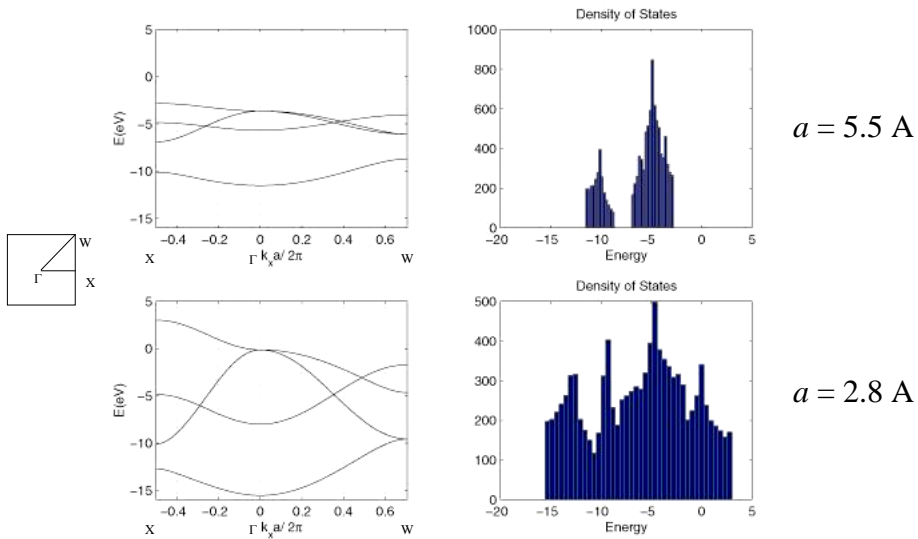 5
0
−5
−10
−15
E(eV)
−0.4 −0.2 0 0.2 0.4 0.6
X Γ k_x a/ 2π W
Density of States
1000
800
600
400
200
0
−20 −15 −10 −5 0 5
Energy
a = 5.5 A
W
Γ X
5
0
−5
−10
−15
E(eV)
−0.4 −0.2 0 0.2 0.4 0.6
X Γ k_x a/ 2π W
Density of States
500
400
300
200
100
0
−20 −15 −10 −5 0 5
Energy
a = 2.8 A